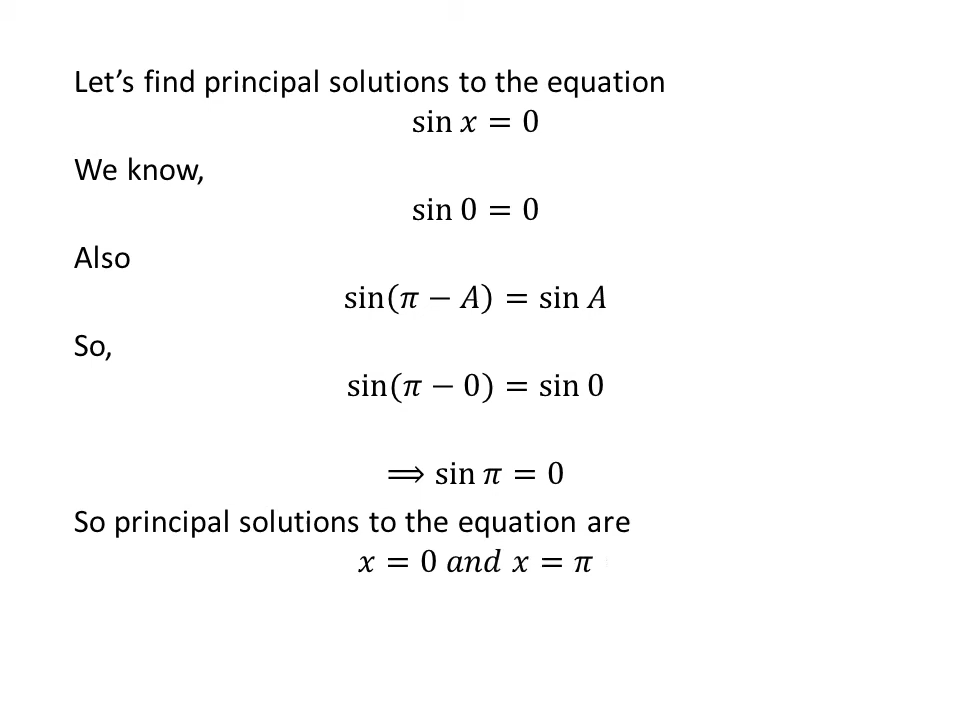 Let’s find principal solutions to the equation
sin 𝑥 = 0
We know,
sin 0 = 0
Also
sin(𝜋 − 𝐴) = sin 𝐴
So,
sin(𝜋 − 0) = sin 0
⟹ sin 𝜋 = 0
So principal solutions to the equation are
𝑥 = 0 𝑎𝑛𝑑 𝑥 = 𝜋